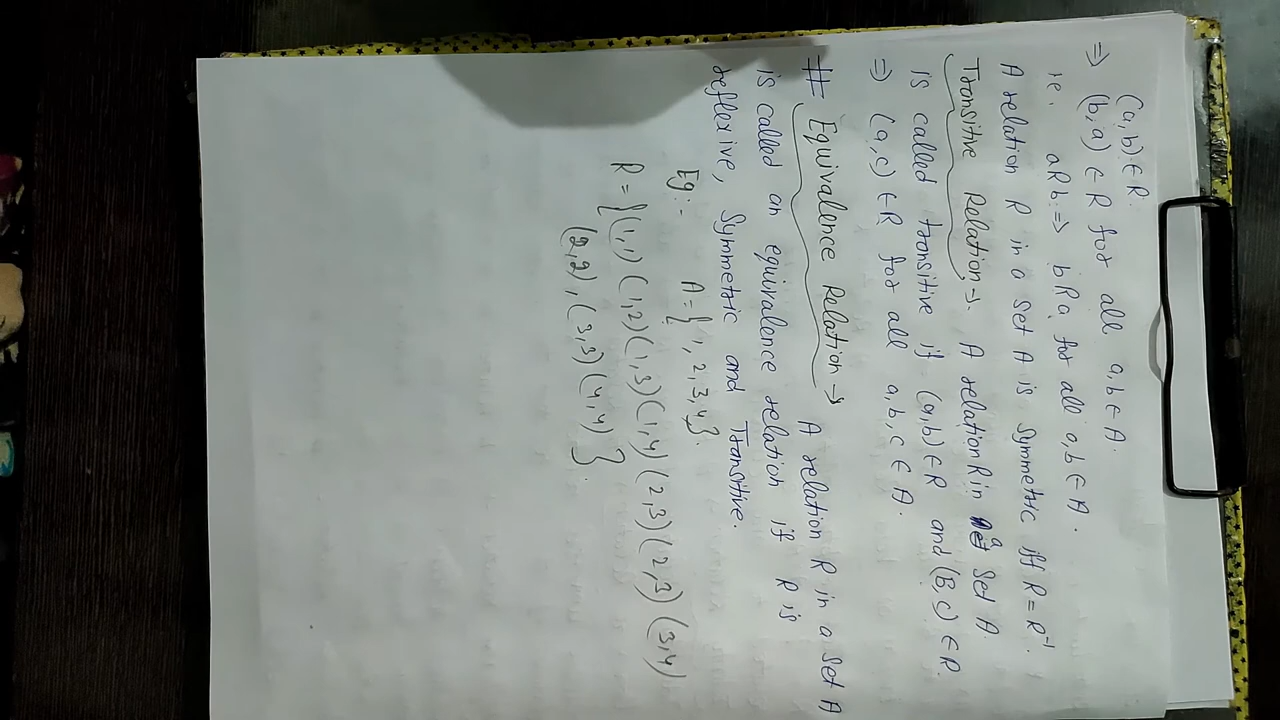 (a,b) ∈ R.
⇒ (b,a) ∈ R for all a,b ∈ A.
i.e. aRb ⇒ bRa for all a,b ∈ A.
A relation R in a set A is symmetric iff R = R⁻¹.
Transitive Relation → A relation R in a set A
is called transitive if (a,b) ∈ R and (B,c) ∈ R.
⇒ (a,c) ∈ R for all a,b,c ∈ A.
# Equivalence Relation → A relation R in a set A
is called an equivalence relation if R is
reflexive, Symmetric and Transitive.
Eg:- A = { 1,2,3,4}.
R = {(1,1) (1,2) (1,3) (1,4) (2,3) (2,3) (3,4)
(2,2), (3,3) (4,4) }.